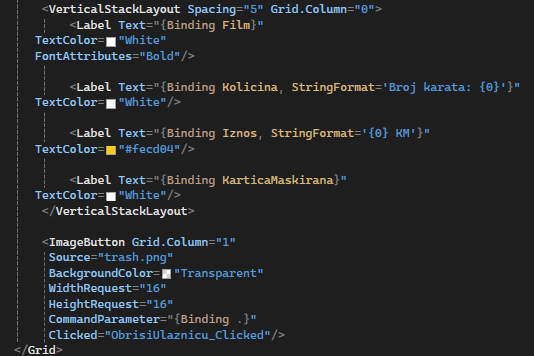 <VerticalStackLayout Spacing="5" Grid.Column="0">
<Label Text="{Binding Film}"
TextColor="White"
FontAttributes="Bold"/>
<Label Text="{Binding Kolicina, StringFormat='Broj karata: {0}'}"
TextColor="White"/>
<Label Text="{Binding Iznos, StringFormat='{0} KM'}"
TextColor="#fecd04"/>
<Label Text="{Binding KarticaMaskirana}"
TextColor="White"/>
</VerticalStackLayout>
<ImageButton Grid.Column="1"
Source="trash.png"
BackgroundColor="Transparent"
WidthRequest="16"
HeightRequest="16"
CommandParameter="{Binding .}"
Clicked="ObrisiUlaznicu_Clicked"/>
</Grid>